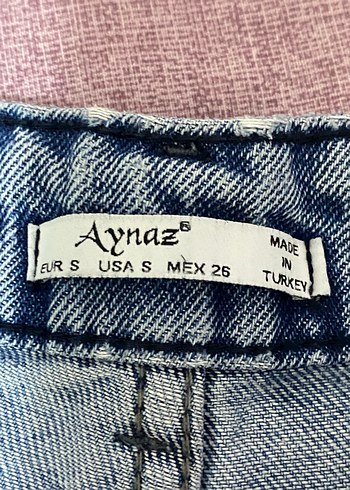 Aynaz®
EUR S USA S MEX 26
MADE
IN
TURKEY